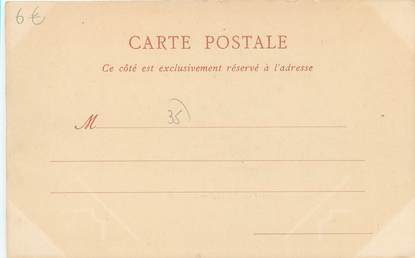 6€
CARTE POSTALE
Ce côté est exclusivement réservé à l'adresse
M
35)